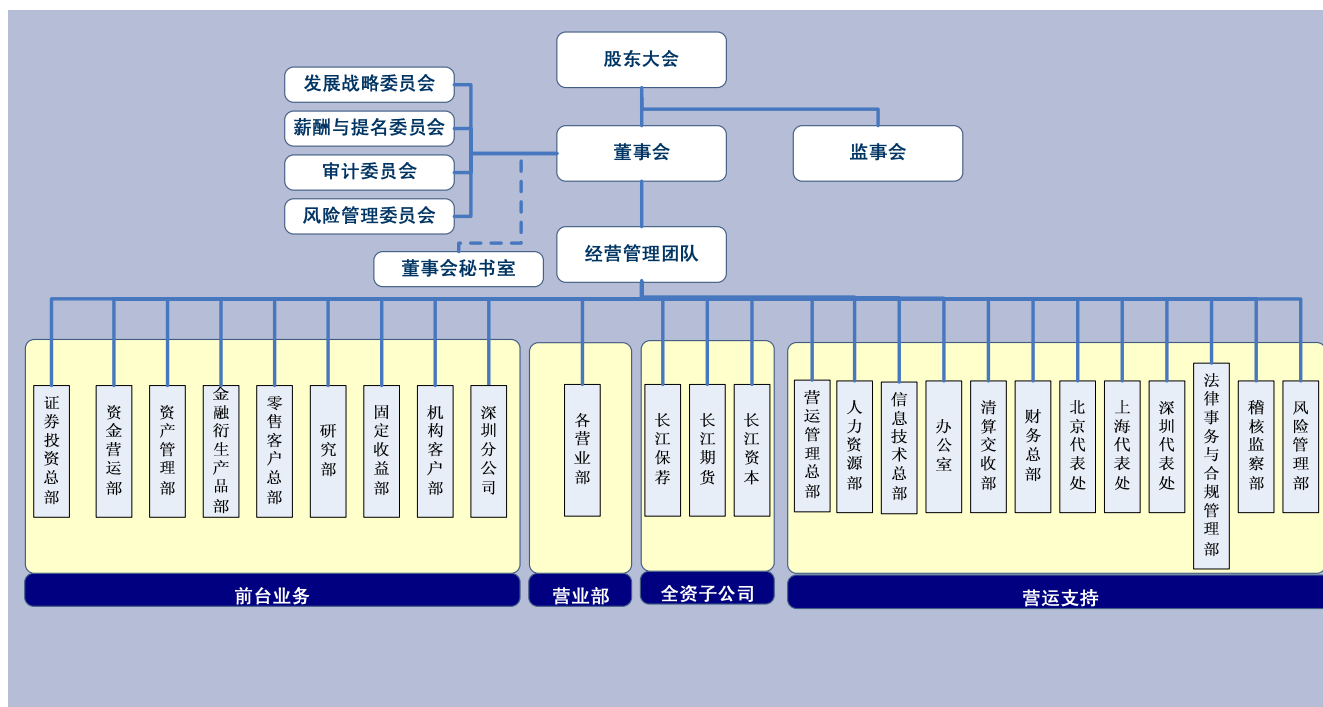 股东大会
发展战略委员会
薪酬与提名委员会
审计委员会
风险管理委员会
董事会
监事会
董事会秘书室
经营管理团队
证券投资总部
资金营运部
资产管理部
金融衍生产品部
零售客户总部
研究部
固定收益部
机构客户部
深圳分公司
各营业部
长江保荐
长江期货
长江资本
营运管理总部
人力资源部
信息技术总部
办公室
清算交收部
财务总部
北京代表处
上海代表处
深圳代表处
法律事务与合规管理部
稽核监察部
风险管理部
前台业务
营业部
全资子公司
营运支持